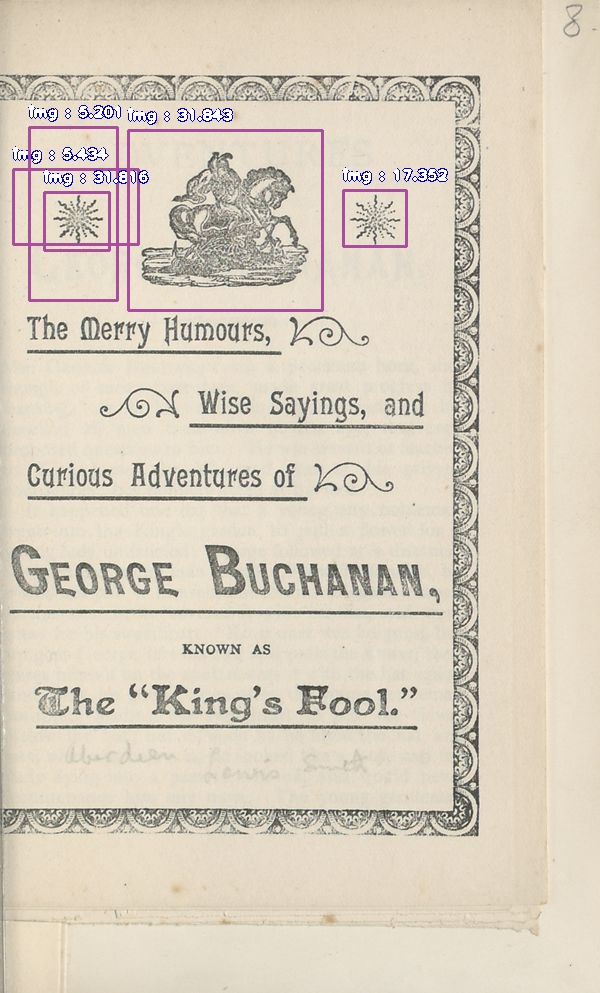 8.
img : 5.201
img : 31.843
img : 5.434
img : 31.816
img : 17.352
The Merry Humours,
Wise Sayings, and
Curious Adventures of
GEORGE BUCHANAN,
KNOWN AS
The "King's Fool."
Aberdeen
Lewis Smith